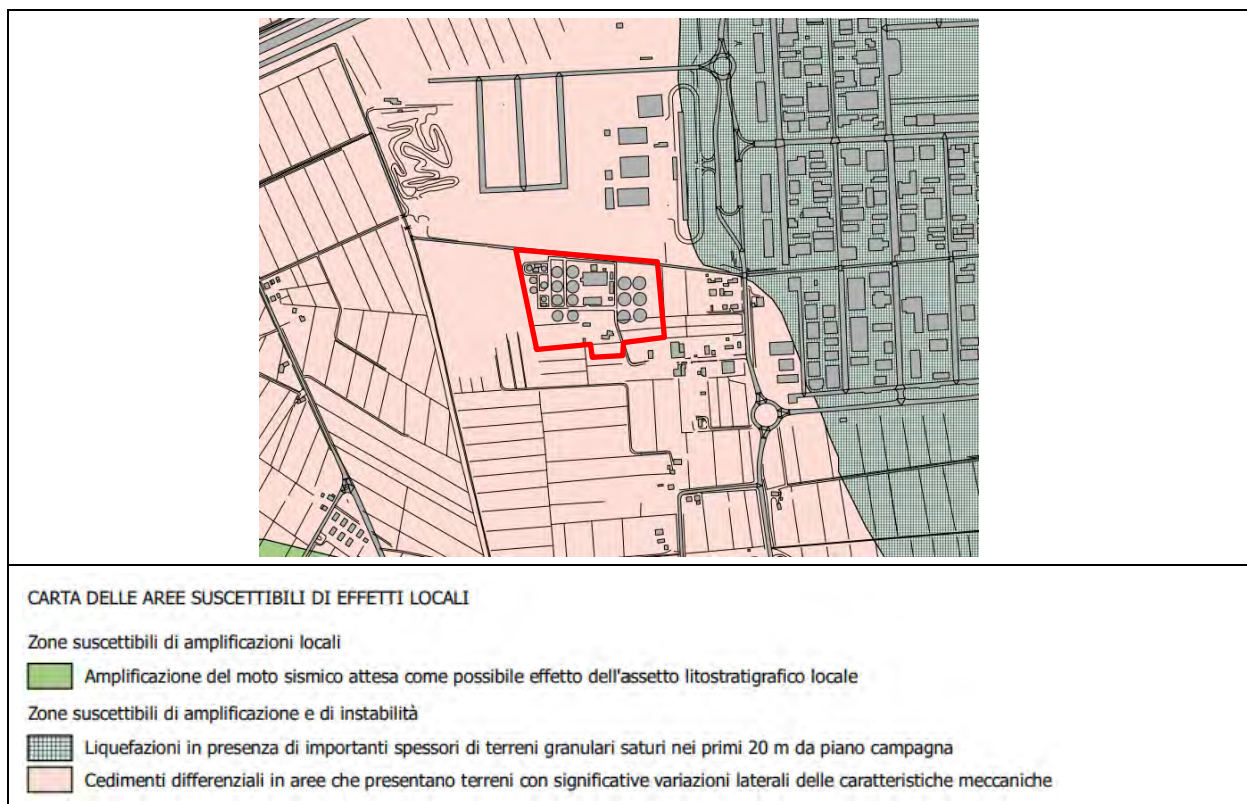 CARTA DELLE AREE SUSCETTIBILI DI EFFETTI LOCALI
Zone suscettibili di amplificazioni locali
Amplificazione del moto sismico attesa come possibile effetto dell'assetto litostratigrafico locale
Zone suscettibili di amplificazione e di instabilità
Liquefazioni in presenza di importanti spessori di terreni granulari saturi nei primi 20 m da piano campagna
Cedimenti differenziali in aree che presentano terreni con significative variazioni laterali delle caratteristiche meccaniche